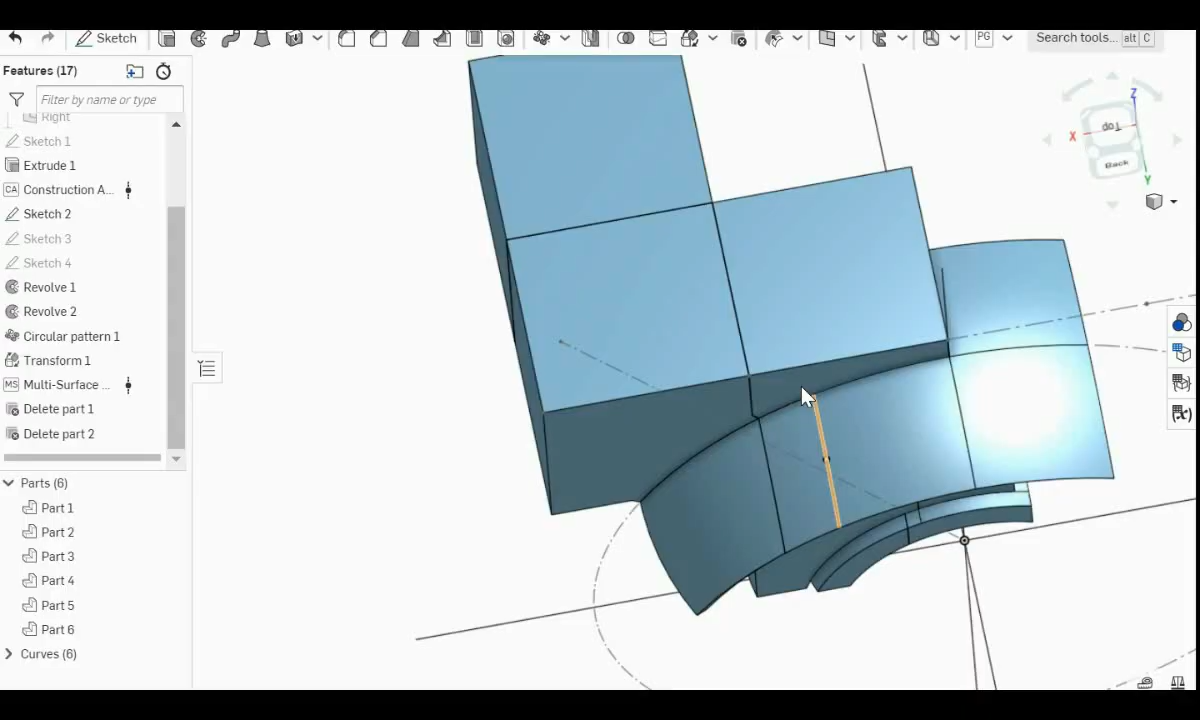 Sketch
PG
Search tools... alt C
Features (17)
Filter by name or type
Right
Sketch 1
Extrude 1
CA Construction A...
Sketch 2
Sketch 3
Sketch 4
Revolve 1
Revolve 2
Circular pattern 1
Transform 1
MS Multi-Surface ...
Delete part 1
Delete part 2
Parts (6)
Part 1
Part 2
Part 3
Part 4
Part 5
Part 6
Curves (6)
Z
Top
X
Back
Y
(x)